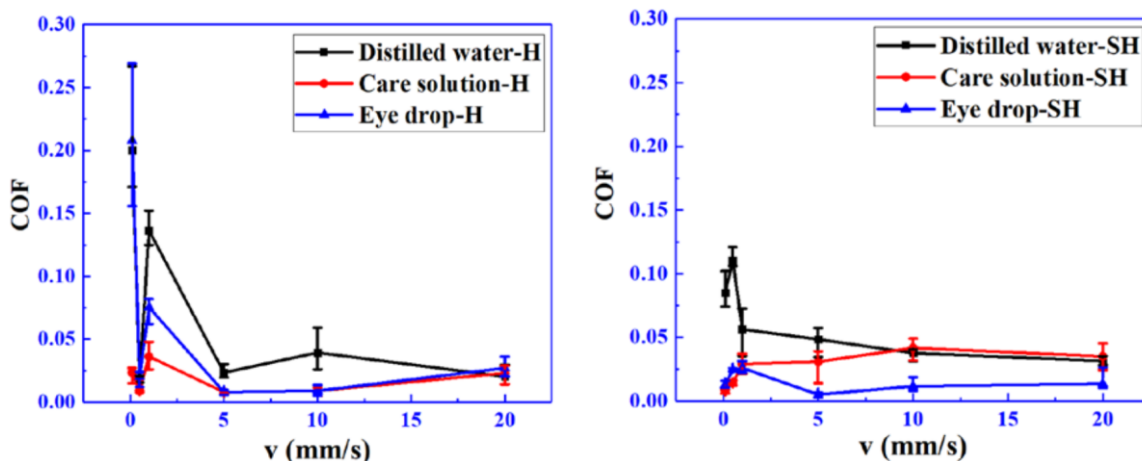 0.30
0.25
0.20
0.15
0.10
0.05
0.00
COF
0 5 10 15 20
v (mm/s)
Distilled water-H
Care solution-H
Eye drop-H
0.30
0.25
0.20
0.15
0.10
0.05
0.00
COF
0 5 10 15 20
v (mm/s)
Distilled water-SH
Care solution-SH
Eye drop-SH